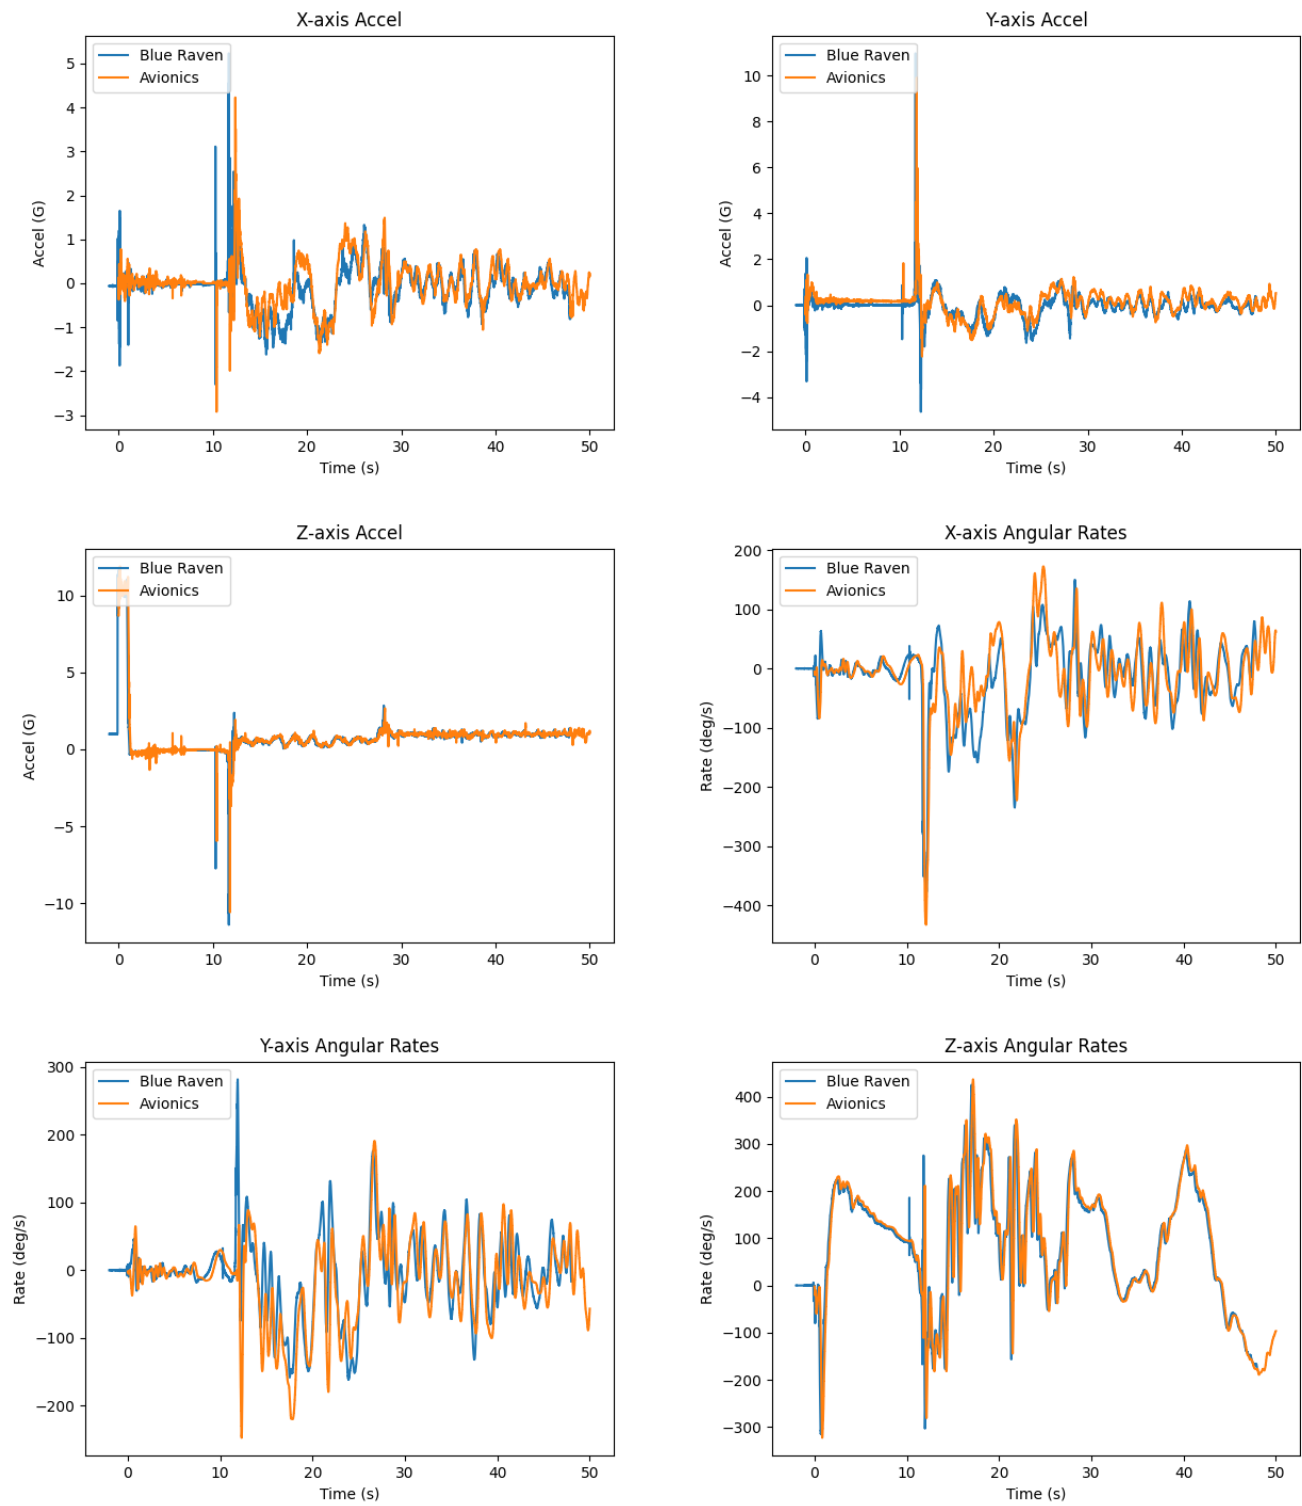 X-axis Accel
Blue Raven
Avionics
5
4
3
2
1
0
−1
−2
−3
Accel (G)
0 10 20 30 40 50
Time (s)
Y-axis Accel
Blue Raven
Avionics
10
8
6
4
2
0
−2
−4
Accel (G)
0 10 20 30 40 50
Time (s)
Z-axis Accel
Blue Raven
Avionics
10
5
0
−5
−10
Accel (G)
0 10 20 30 40 50
Time (s)
X-axis Angular Rates
Blue Raven
Avionics
200
100
0
−100
−200
−300
−400
Rate (deg/s)
0 10 20 30 40 50
Time (s)
Y-axis Angular Rates
Blue Raven
Avionics
300
200
100
0
−100
−200
Rate (deg/s)
0 10 20 30 40 50
Time (s)
Z-axis Angular Rates
Blue Raven
Avionics
400
300
200
100
0
−100
−200
−300
Rate (deg/s)
0 10 20 30 40 50
Time (s)